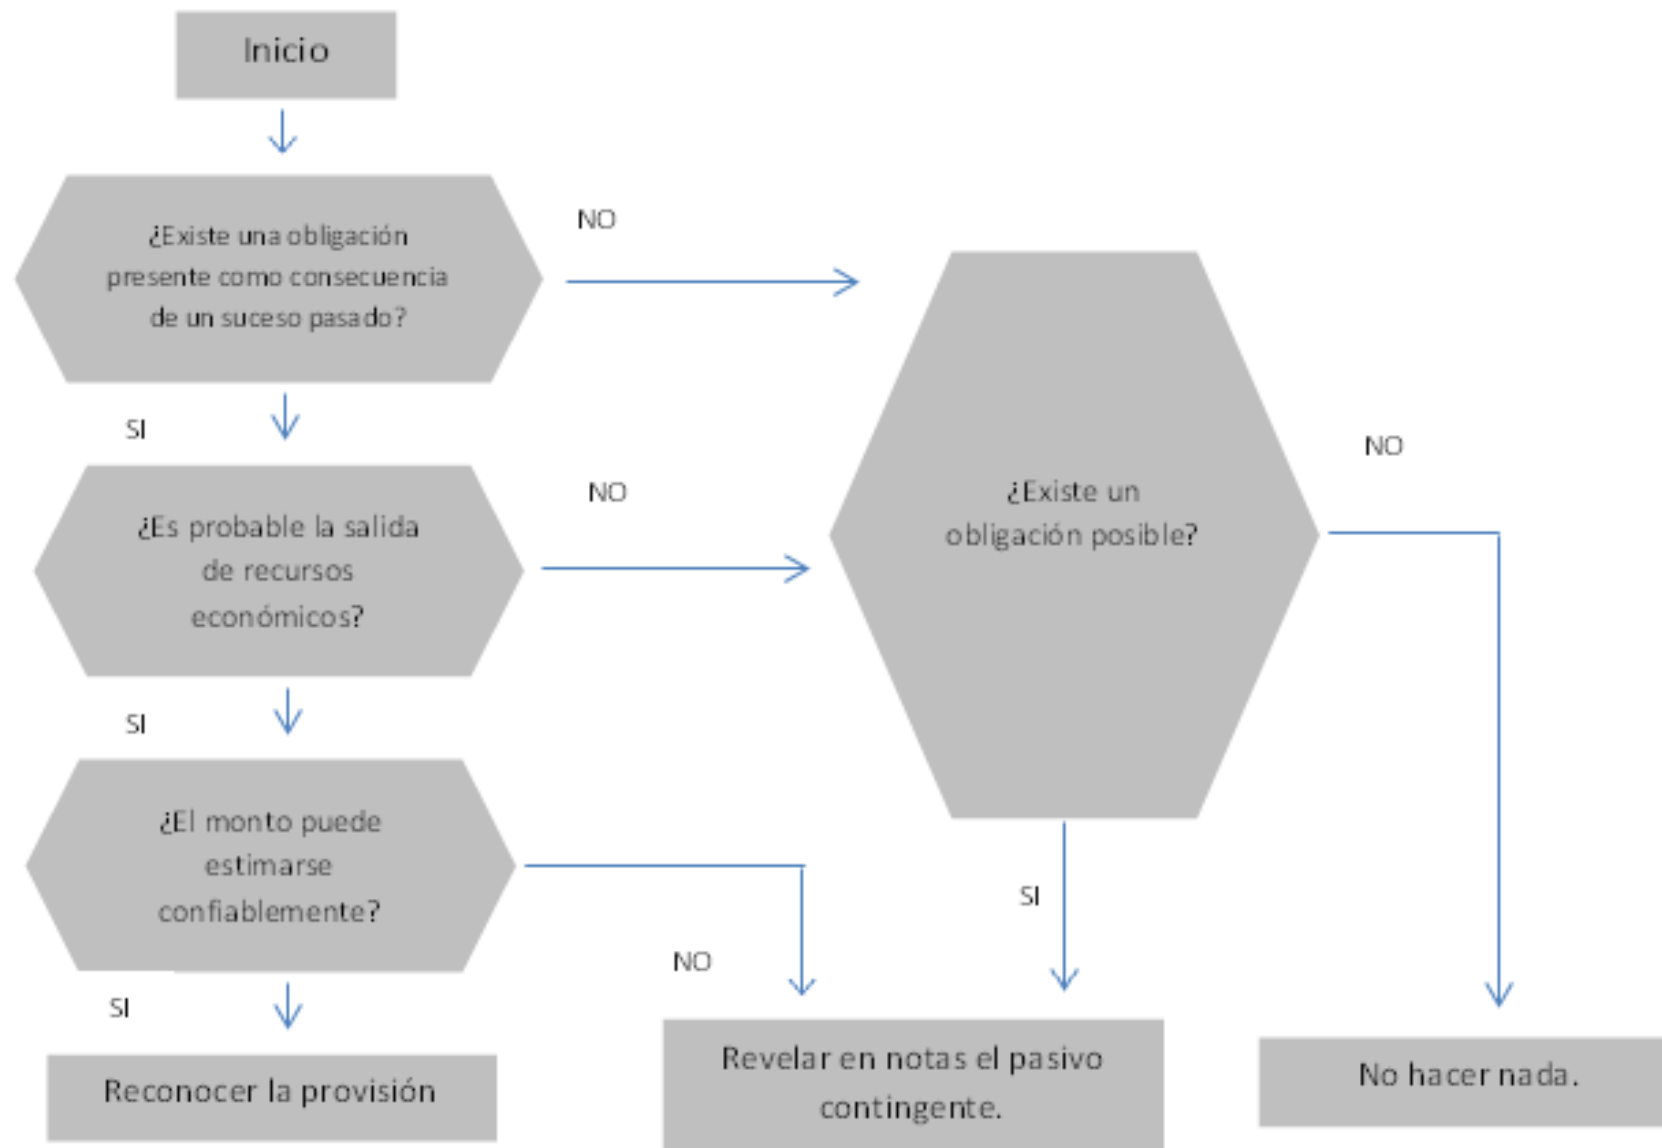 Inicio
¿Existe una obligación
presente como consecuencia
de un suceso pasado?
NO
SI
¿Es probable la salida
de recursos
económicos?
NO
¿Existe un
obligación posible?
NO
SI
¿El monto puede
estimarse
confiablemente?
NO
SI
SI
Reconocer la provisión
Revelar en notas el pasivo
contingente.
No hacer nada.